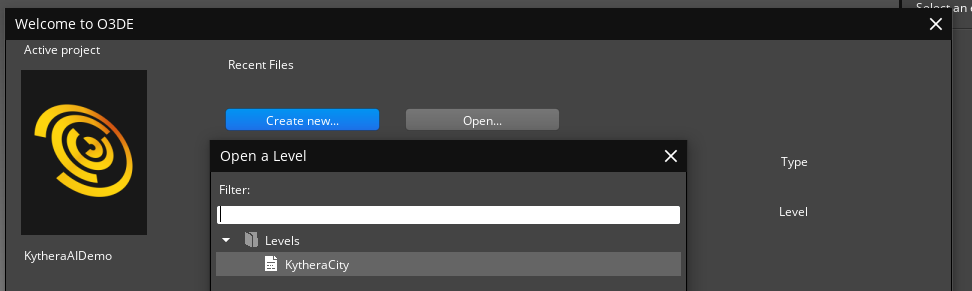 Select an e
Welcome to O3DE
Active project
Recent Files
Create new...
Open...
Open a Level
Type
Filter:
Level
Levels
KytheraAIDemo
KytheraCity